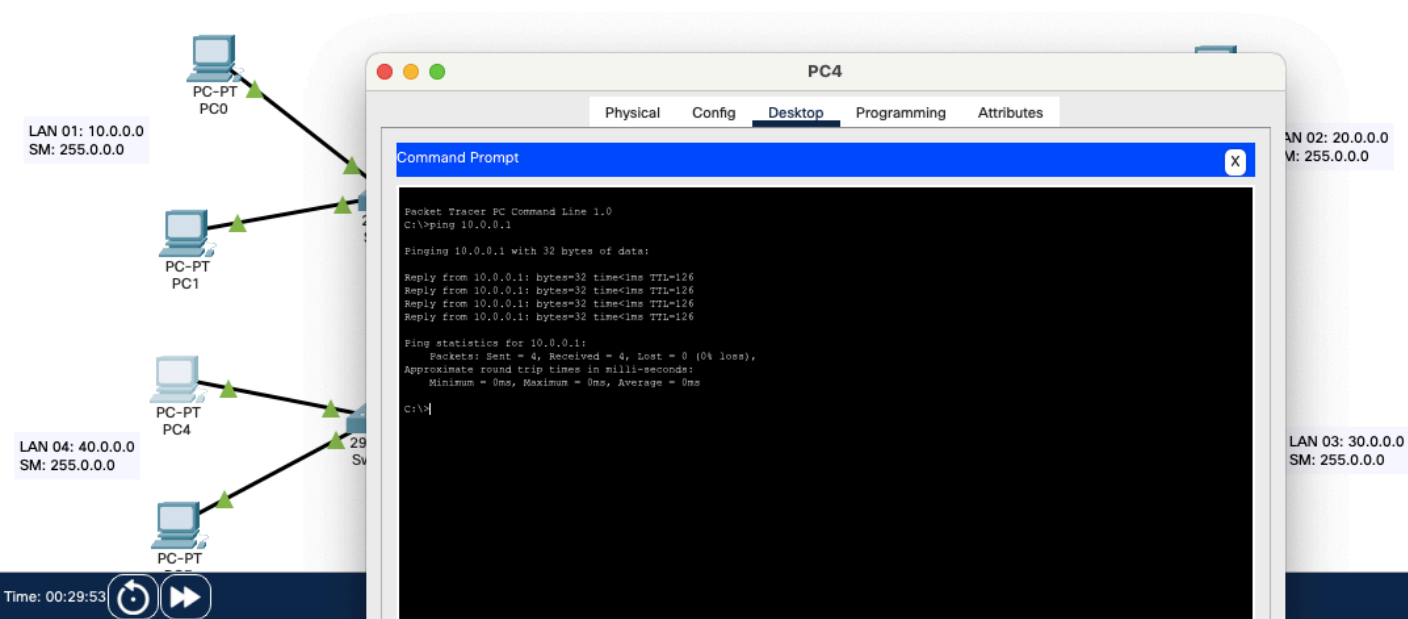 PC4
Physical Config Desktop Programming Attributes
Command Prompt
X
Packet Tracer PC Command Line 1.0
C:\>ping 10.0.0.1
Pinging 10.0.0.1 with 32 bytes of data:
Reply from 10.0.0.1: bytes=32 time<1ms TTL=126
Reply from 10.0.0.1: bytes=32 time<1ms TTL=126
Reply from 10.0.0.1: bytes=32 time<1ms TTL=126
Reply from 10.0.0.1: bytes=32 time<1ms TTL=126
Ping statistics for 10.0.0.1:
Packets: Sent = 4, Received = 4, Lost = 0 (0% loss),
Approximate round trip times in milli-seconds:
Minimum = 0ms, Maximum = 0ms, Average = 0ms
C:\>
PC-PT
PC0
LAN 01: 10.0.0.0
SM: 255.0.0.0
PC-PT
PC1
PC-PT
PC4
LAN 04: 40.0.0.0
SM: 255.0.0.0
PC-PT
29
Sw
02: 20.0.0.0
255.0.0.0
LAN 03: 30.0.0.0
SM: 255.0.0.0
Time: 00:29:53